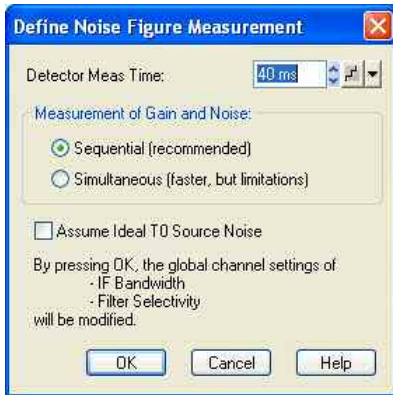 Define Noise Figure Measurement
Detector Meas Time: 40 ms
Measurement of Gain and Noise:
Sequential (recommended)
Simultaneous (faster, but limitations)
Assume Ideal T0 Source Noise
By pressing OK, the global channel settings of
- IF Bandwidth
- Filter Selectivity
will be modified.
OK Cancel Help